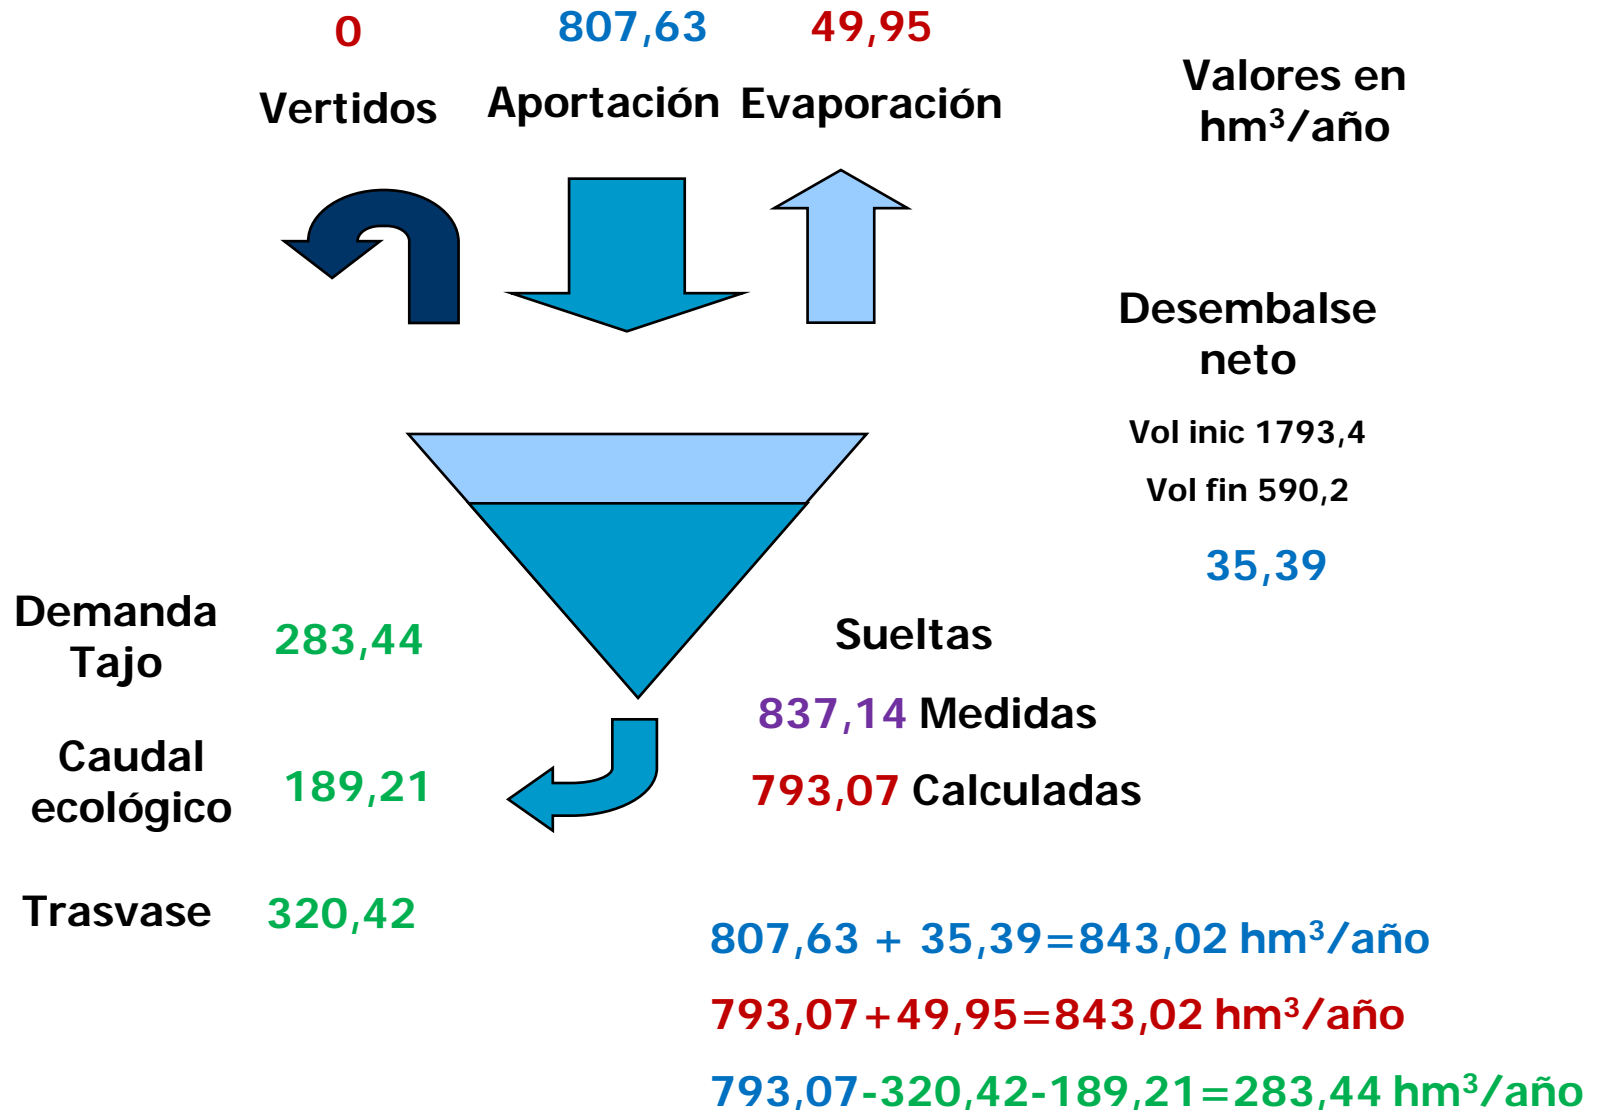 0
807,63
49,95
Vertidos
Aportación
Evaporación
Valores en
hm³/año
Desembalse
neto
Vol inic 1793,4
Vol fin 590,2
35,39
Demanda
Tajo
283,44
Sueltas
837,14 Medidas
Caudal
ecológico
189,21
793,07 Calculadas
Trasvase
320,42
807,63 + 35,39=843,02 hm³/año
793,07+49,95=843,02 hm³/año
793,07-320,42-189,21=283,44 hm³/año